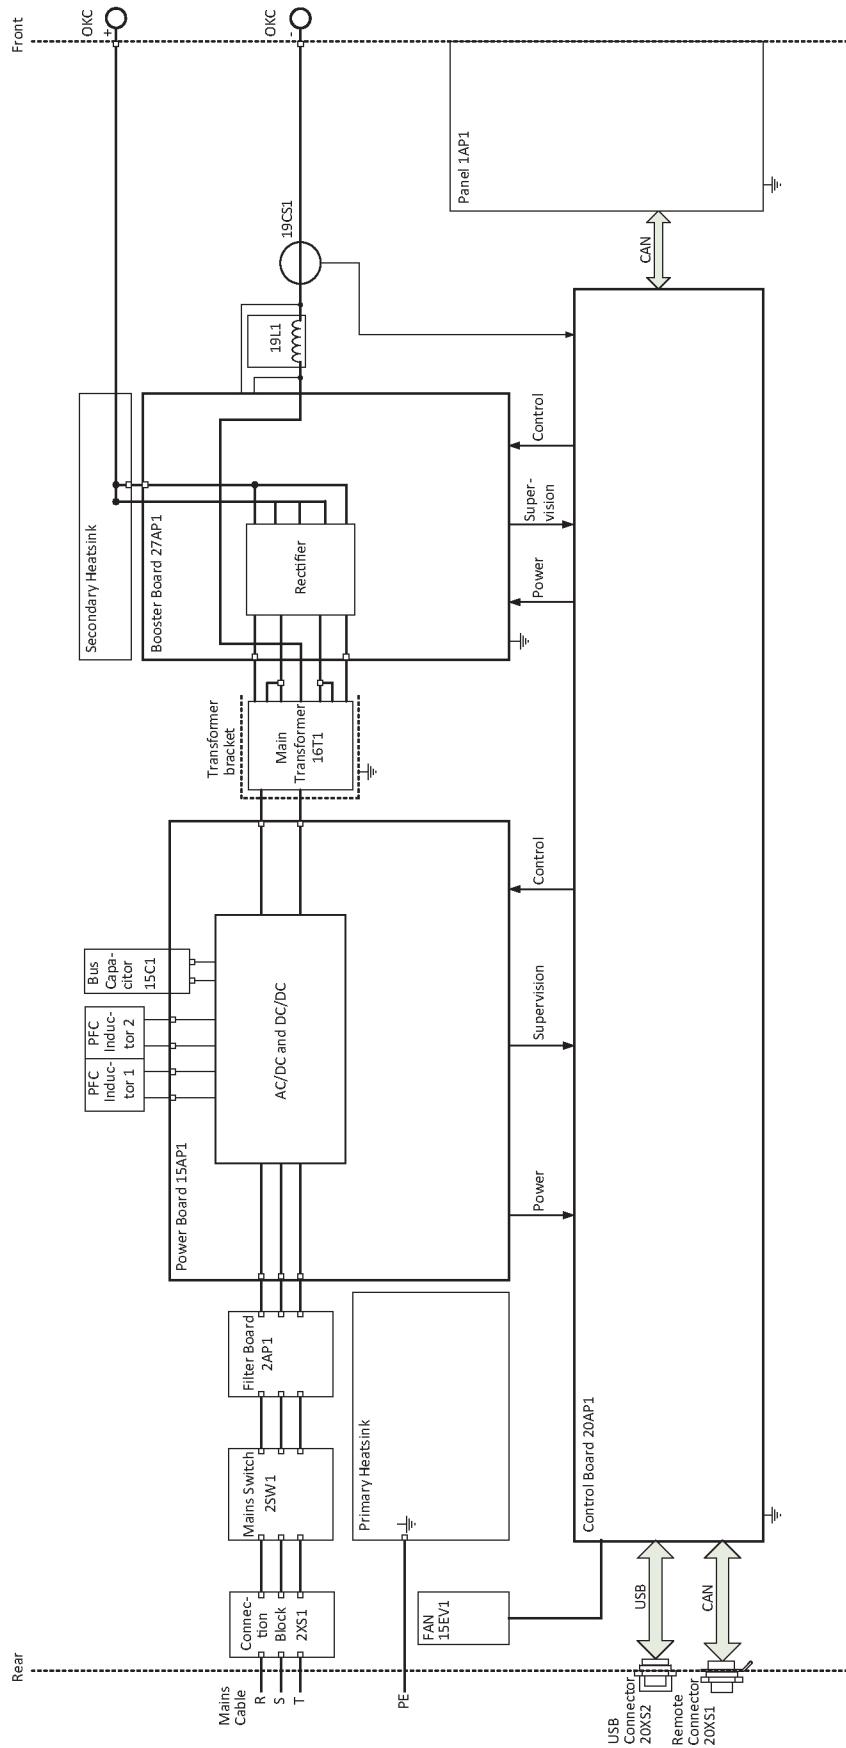 Front
OKC
+
OKC
-
Panel 1AP1
CAN
19CS1
19L1
Secondary Heatsink
Booster Board 27AP1
Rectifier
Control
Super-
vision
Power
Transformer
bracket
Main
Transformer
16T1
Control
Supervision
Power
Bus
Capa-
citor
15C1
PFC
Induc-
tor 2
PFC
Induc-
tor 1
AC/DC and DC/DC
Power Board 15AP1
Filter Board
2AP1
Mains Switch
2SW1
Connec-
tion
Block
2XS1
Primary Heatsink
FAN
15EV1
Control Board 20AP1
USB
CAN
Rear
Mains
Cable
R
S
T
PE
USB
Connector
20XS2
Remote
Connector
20XS1